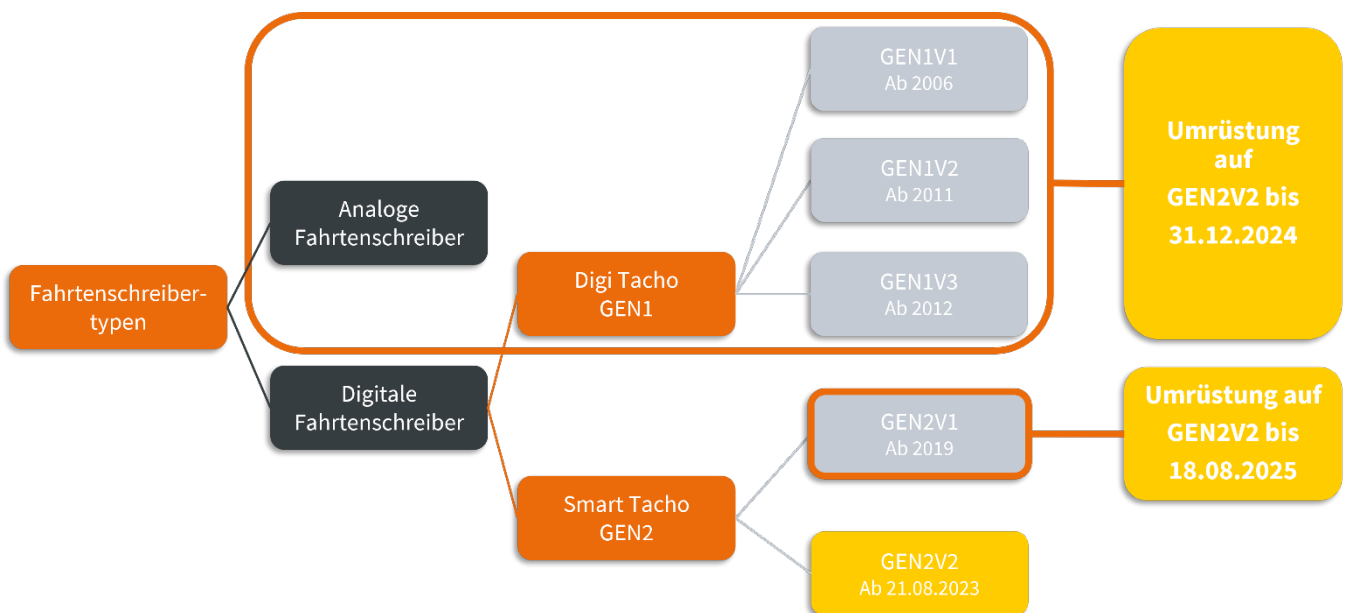 Fahrtenschreiber-
typen
Analoge
Fahrtenschreiber
Digitale
Fahrtenschreiber
Digi Tacho
GEN1
Smart Tacho
GEN2
GEN1V1
Ab 2006
GEN1V2
Ab 2011
GEN1V3
Ab 2012
GEN2V1
Ab 2019
GEN2V2
Ab 21.08.2023
Umrüstung
auf
GEN2V2 bis
31.12.2024
Umrüstung auf
GEN2V2 bis
18.08.2025